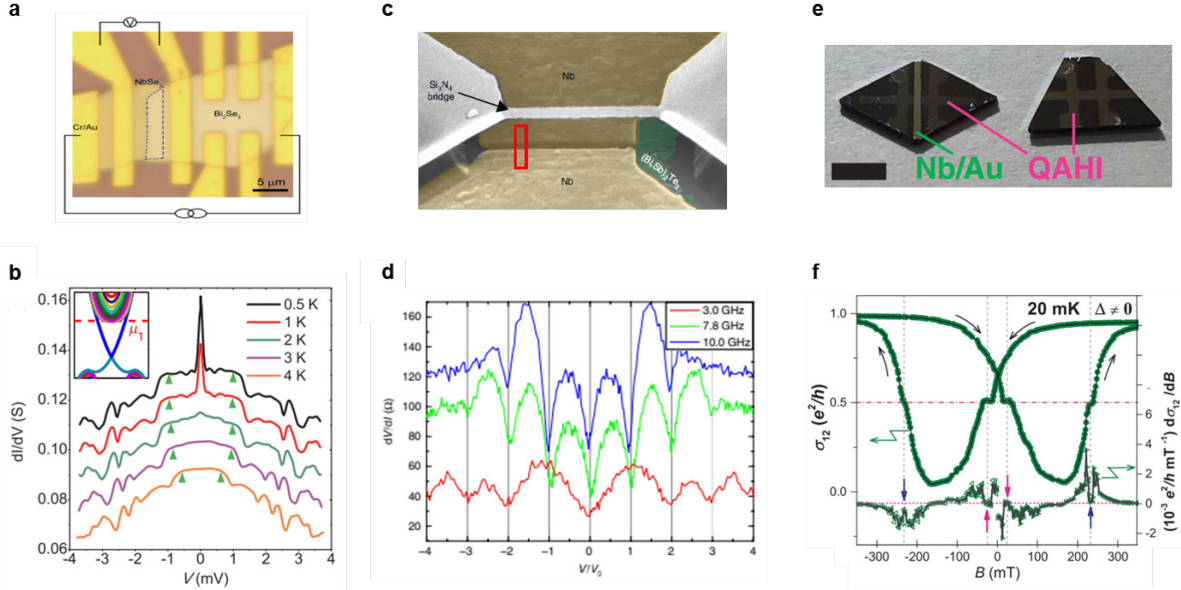 a
V
NbSe₂
Bi₂Se₃
Cr/Au
5 μm
b
dI/dV (S)
0.16
0.14
0.12
0.10
0.08
0.06
μ₁
0.5 K
1 K
2 K
3 K
4 K
-4 -3 -2 -1 0 1 2 3 4
V (mV)
c
Nb
Si₃N₄
bridge
Nb
(BiSb)₂Te₃
d
dV/dI (Ω)
160
140
120
100
80
60
40
20
3.0 GHz
7.8 GHz
10.0 GHz
−4 −3 −2 −1 0 1 2 3 4
V/V₀
e
Nb/Au QAHI
f
20 mK Δ ≠ 0
σ₁₂ (e²/h)
1.0
0.5
0.0
6
4
2
0
-2
(10⁻³ e²/h mT⁻¹) dσ₁₂/dB
-300 -200 -100 0 100 200 300
B (mT)